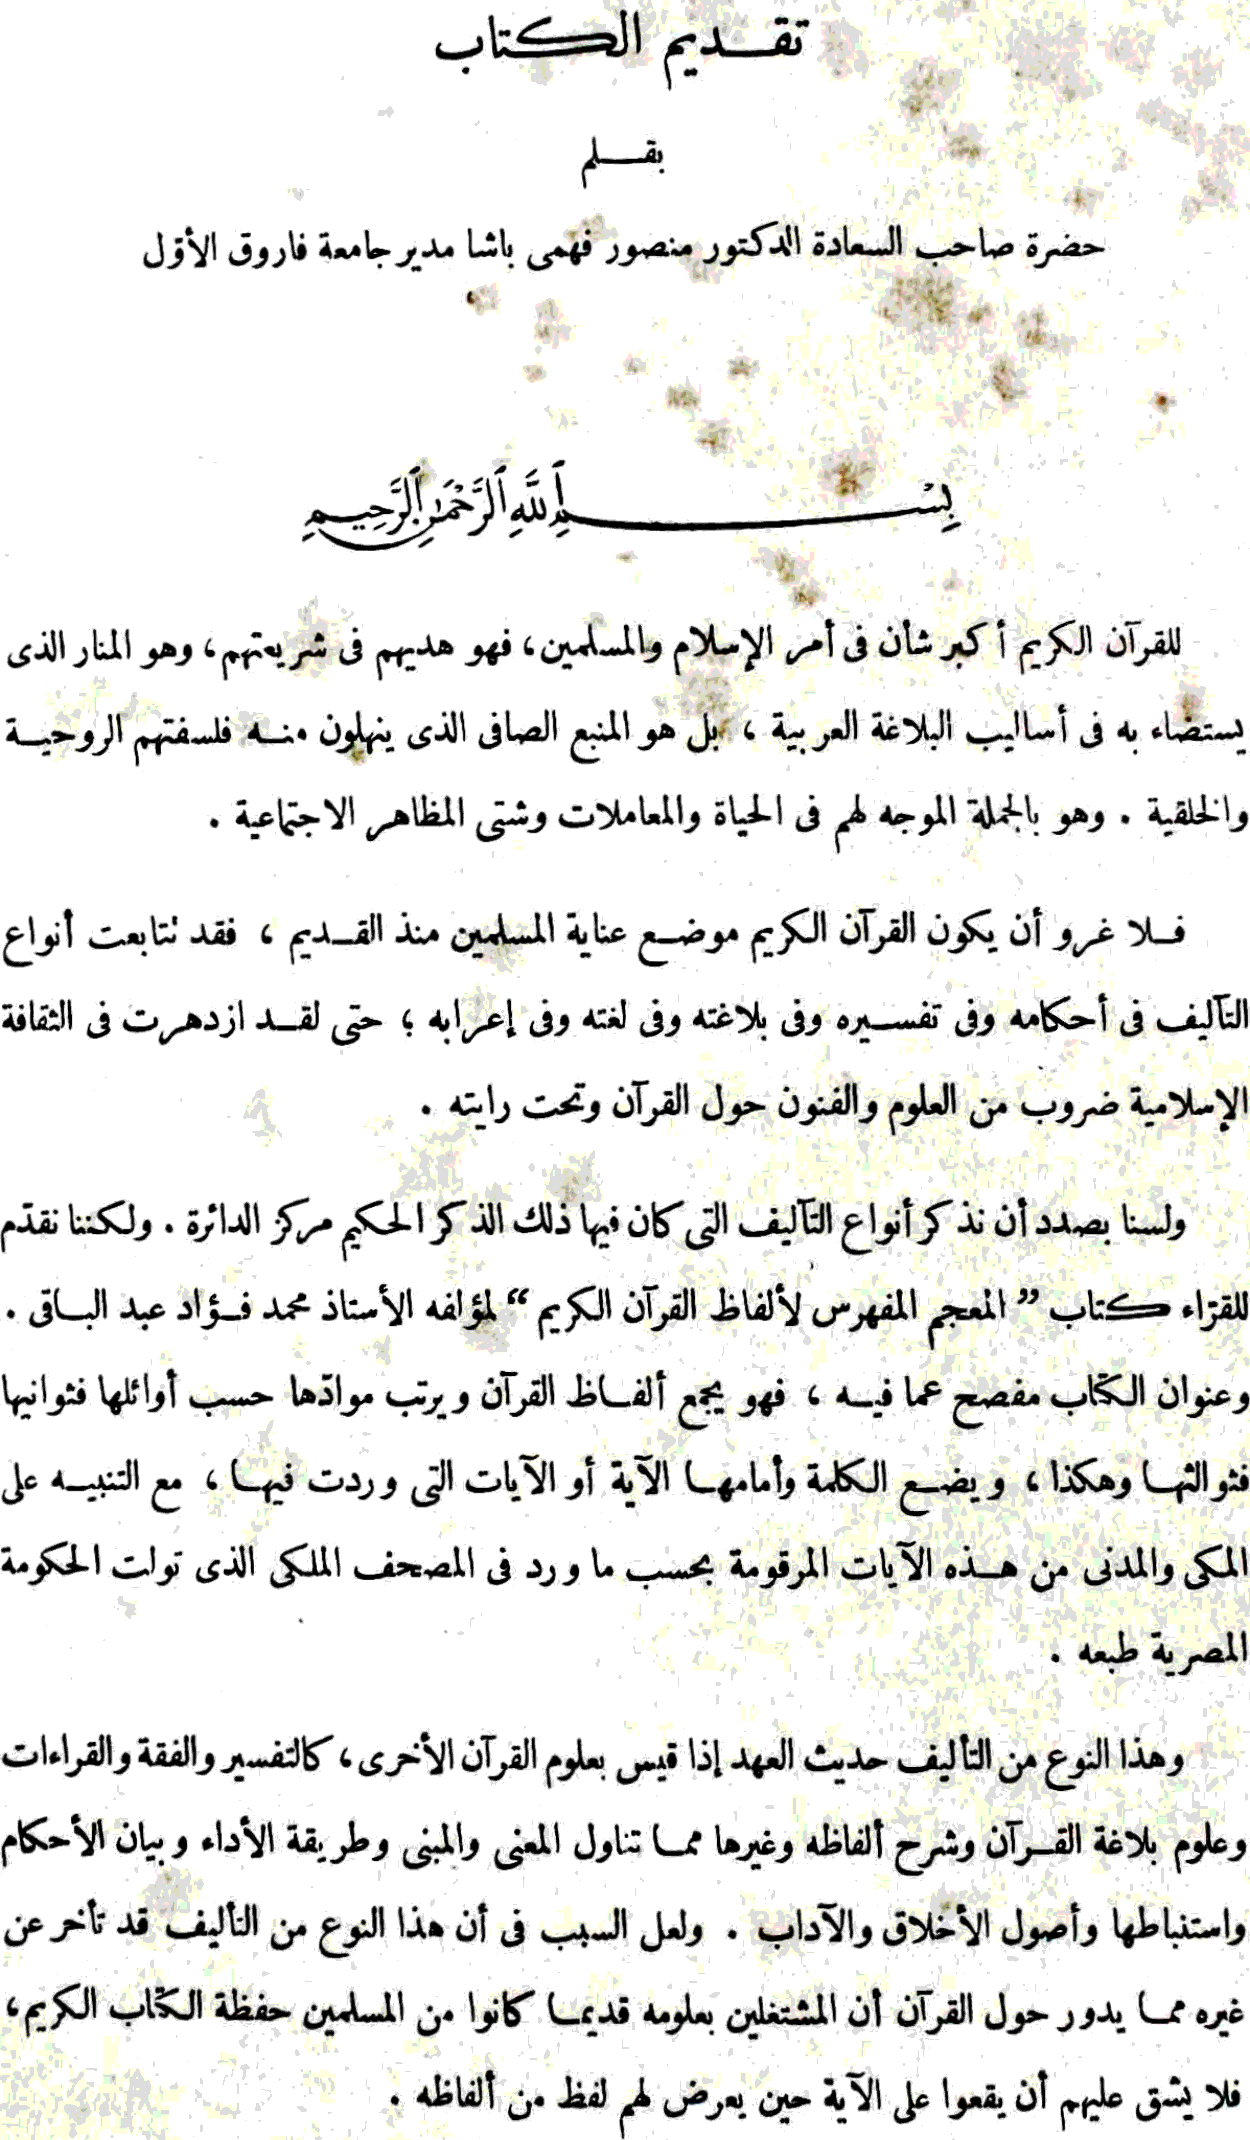 تقديم الكتاب
بقلم
حضرة صاحب السعادة الدكتور منصور فهمى باشا مدير جامعة فاروق الأوّل
بِسْمِ ٱللَّهِ ٱلرَّحْمَٰنِ ٱلرَّحِيمِ
للقرآن الكريم أكبر شأن فى أمر الإسلام والمسلمين، فهو هديهم فى شريعتهم، وهو المنار الذى
يستضاء به فى أساليب البلاغة العربية ، بل هو المنبع الصافى الذى ينهلون منه فلسفتهم الروحية
والخلقية . وهو بالجملة الموجه لهم فى الحياة والمعاملات وشتى المظاهر الاجتماعية .
فلا غرو أن يكون القرآن الكريم موضع عناية المسلمين منذ القديم ، فقد تتابعت أنواع
التآليف فى أحكامه وفى تفسيره وفى بلاغته وفى لغته وفى إعرابه ؛ حتى لقد ازدهرت فى الثقافة
الإسلامية ضروب من العلوم والفنون حول القرآن وتحت رايته .
ولسنا بصدد أن نذكر أنواع التآليف التى كان فيها ذلك الذكر الحكيم مركز الدائرة . ولكننا نقدّم
للقرّاء كتاب ” المعجم المفهرس لألفاظ القرآن الكريم “ لمؤلفه الأستاذ محمد فؤاد عبد الباقى .
وعنوان الكتاب مفصح عما فيه ، فهو يجمع ألفاظ القرآن ويرتب موادّها حسب أوائلها فثوانيها
فثوالثها وهكذا ، ويضع الكلمة وأمامها الآية أو الآيات التى وردت فيها ، مع التنبيه على
المكى والمدنى من هذه الآيات المرقومة بحسب ما ورد فى المصحف الملكى الذى تولت الحكومة
المصرية طبعه .
وهذا النوع من التأليف حديث العهد إذا قيس بعلوم القرآن الأخرى، كالتفسير والفقة والقراءات
وعلوم بلاغة القرآن وشرح ألفاظه وغيرها مما تناول المعنى والمبنى وطريقة الأداء وبيان الأحكام
واستنباطها وأصول الأخلاق والآداب . ولعل السبب فى أن هذا النوع من التأليف قد تأخر عن
غيره مما يدور حول القرآن أن المشتغلين بعلومه قديما كانوا من المسلمين حفظة الكتاب الكريم،
فلا يشق عليهم أن يقعوا على الآية حين يعرض لهم لفظ من ألفاظه .